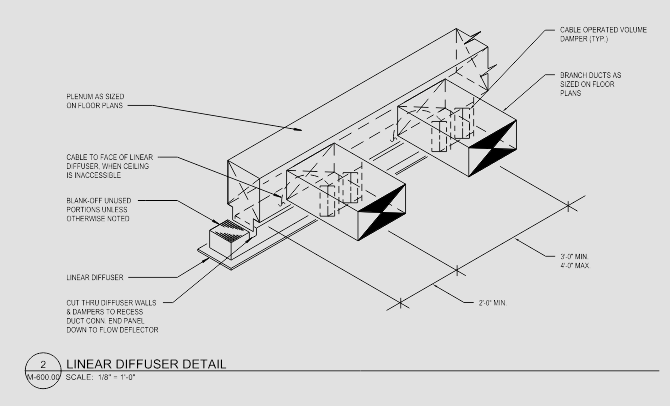 CABLE OPERATED VOLUME
DAMPER (TYP.)
BRANCH DUCTS AS
SIZED ON FLOOR
PLANS
PLENUM AS SIZED
ON FLOOR PLANS
CABLE TO FACE OF LINEAR
DIFFUSER, WHEN CEILING
IS INACCESSIBLE
BLANK-OFF UNUSED
PORTIONS UNLESS
OTHERWISE NOTED
LINEAR DIFFUSER
CUT THRU DIFFUSER WALLS
& DAMPERS TO RECESS
DUCT CONN. END PANEL
DOWN TO FLOW DEFLECTOR
3'-0" MIN.
4'-0" MAX
2'-0" MIN.
2
M-600.00
LINEAR DIFFUSER DETAIL
SCALE: 1/8" = 1'-0"